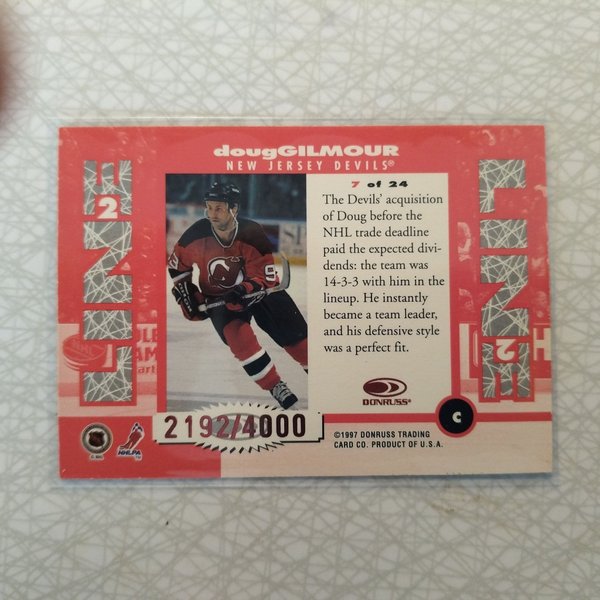 dougGILMOUR
NEW JERSEY DEVILS®
7 of 24
The Devils' acquisition
of Doug before the
NHL trade deadline
paid the expected divi-
dends: the team was
14-3-3 with him in the
lineup. He instantly
became a team leader,
and his defensive style
was a perfect fit.
DONRUSS®
C
2192/4000
©1997 DONRUSS TRADING
CARD CO. PRODUCT OF U.S.A.
NHLPA
LINE
2
LINE
2